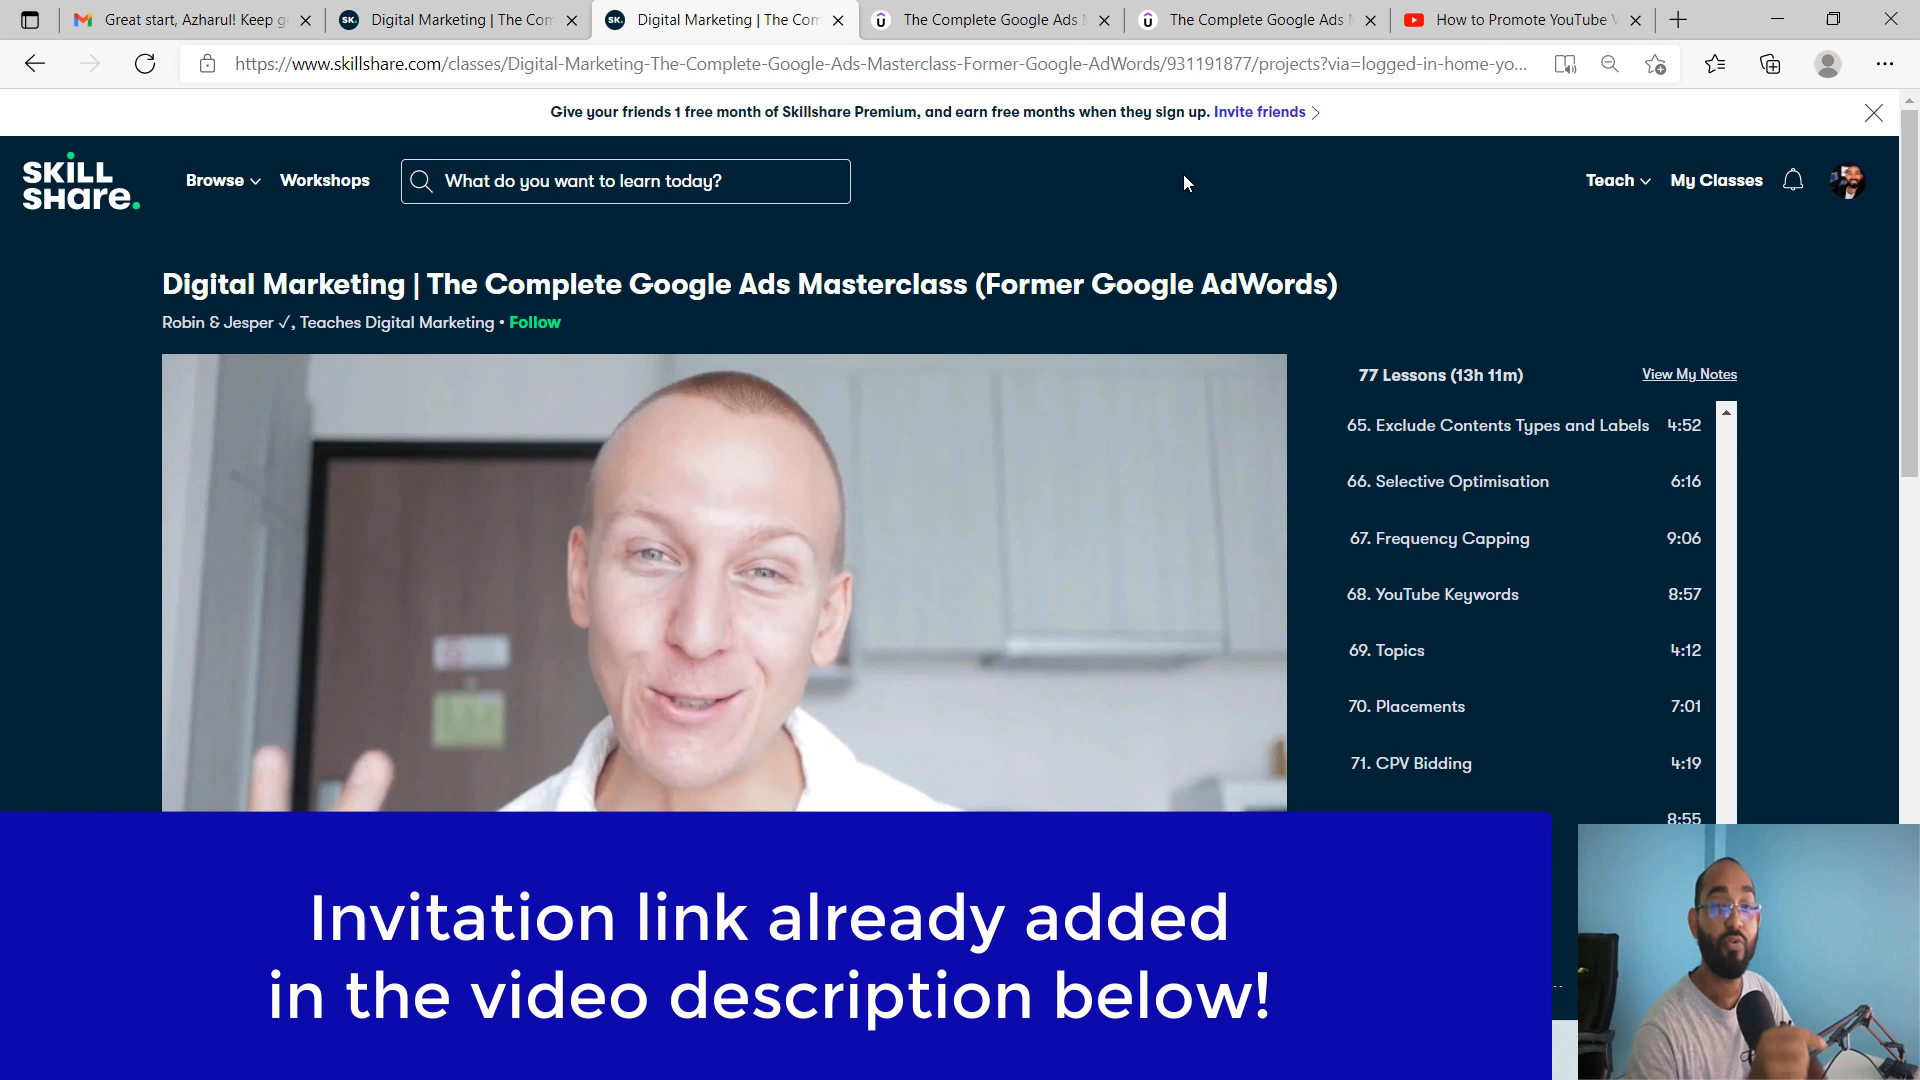 Great start, Azharul! Keep g
Digital Marketing | The Com
Digital Marketing | The Com
The Complete Google Ads
The Complete Google Ads
How to Promote YouTube
https://www.skillshare.com/classes/Digital-Marketing-The-Complete-Google-Ads-Masterclass-Former-Google-AdWords/931191877/projects?via=logged-in-home-yo...
Give your friends 1 free month of Skillshare Premium, and earn free months when they sign up. Invite friends
SKILL
SHare.
Browse
Workshops
What do you want to learn today?
Teach
My Classes
Digital Marketing | The Complete Google Ads Masterclass (Former Google AdWords)
Robin & Jesper ✓, Teaches Digital Marketing • Follow
77 Lessons (13h 11m)
View My Notes
65. Exclude Contents Types and Labels 4:52
66. Selective Optimisation 6:16
67. Frequency Capping 9:06
68. YouTube Keywords 8:57
69. Topics 4:12
70. Placements 7:01
71. CPV Bidding 4:19
8:55
Invitation link already added
in the video description below!